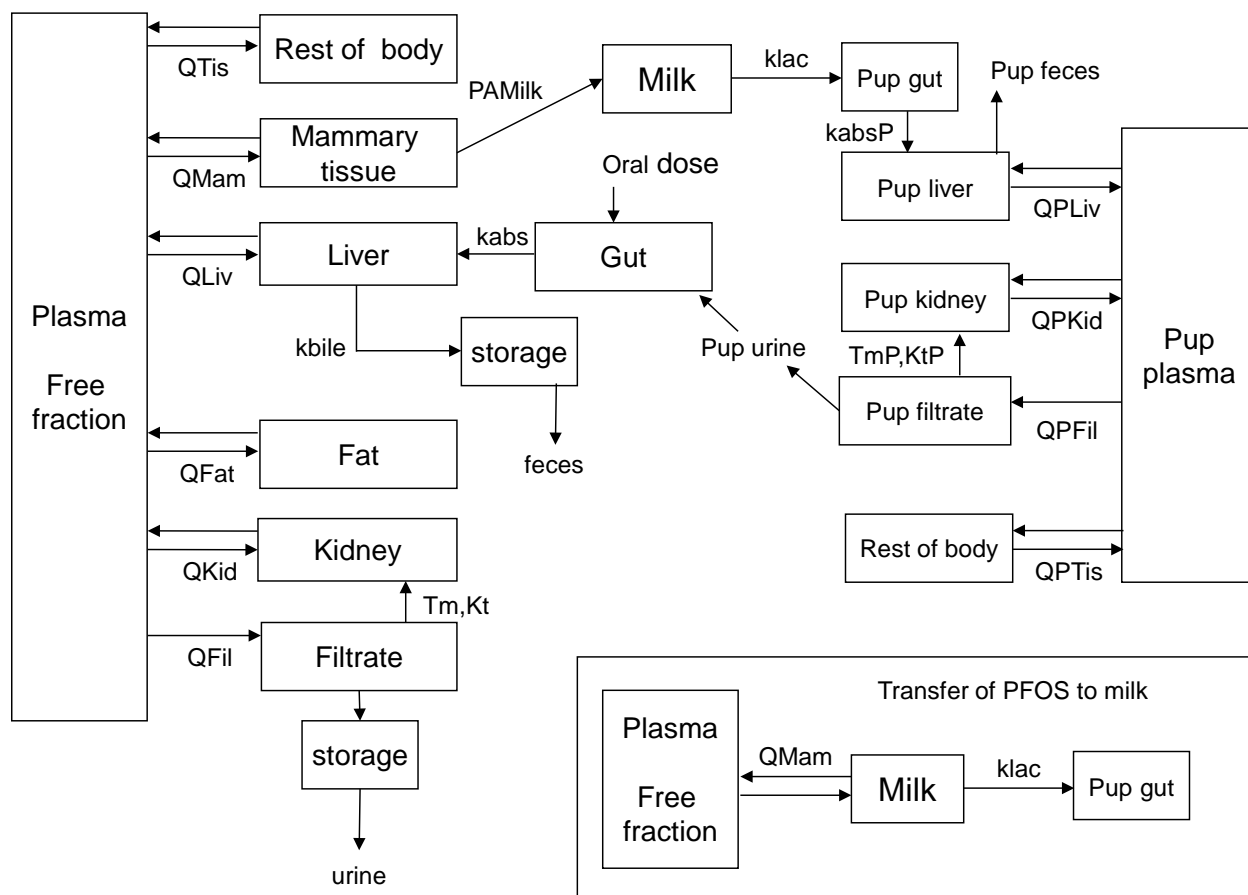 Plasma
Free
fraction
QTis
Rest of body
QMam
Mammary
tissue
PAMilk
Milk
klac
Pup gut
kabsP
Pup feces
Pup liver
QPLiv
Oral dose
QLiv
Liver
kabs
Gut
kbile
storage
feces
Pup kidney
QPKid
TmP,KtP
Pup urine
Pup filtrate
QPFil
Pup
plasma
QFat
Fat
QKid
Kidney
Tm,Kt
Rest of body
QPTis
QFil
Filtrate
storage
urine
Transfer of PFOS to milk
Plasma
Free
fraction
QMam
Milk
klac
Pup gut